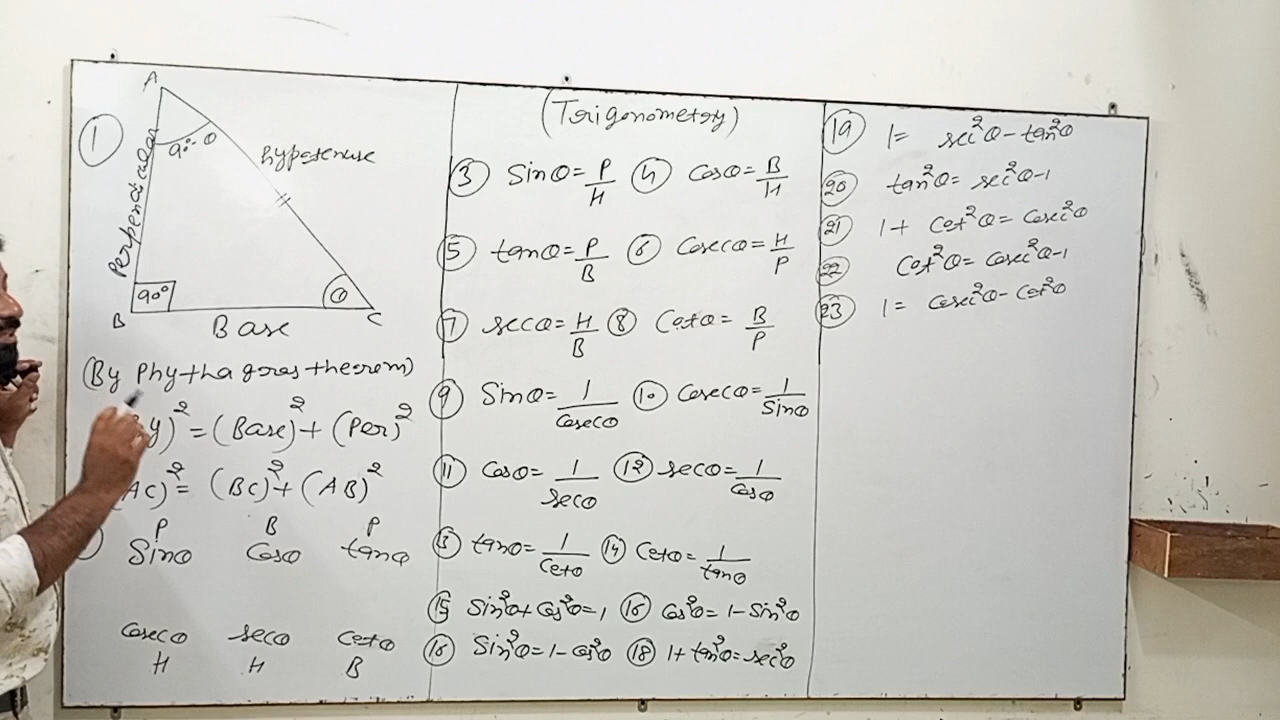 ①
A
90°-θ
Perpendicular
hypotenuse
90°
θ
B
C
Base
(By Phythagoras theorem)
y)² = (Base)² + (Per)²
AC)² = (BC)² + (AB)²
P B P
Sinθ Cosθ tanθ
Cosecθ Secθ Cotθ
H H B
(Trigonometry)
③ Sinθ = P/H ④ Cosθ = B/H
⑤ tanθ = P/B ⑥ Cosecθ = H/P
⑦ secθ = H/B ⑧ Cotθ = B/P
⑨ Sinθ = 1/Cosecθ ⑩ Cosecθ = 1/Sinθ
⑪ Cosθ = 1/secθ ⑫ secθ = 1/Cosθ
⑬ tanθ = 1/Cotθ ⑭ Cotθ = 1/tanθ
⑮ Sin²θ + Cos²θ = 1 ⑯ Cos²θ = 1 - Sin²θ
⑯ Sin²θ = 1 - Cos²θ ⑱ 1 + tan²θ = sec²θ
⑲ 1 = sec²θ - tan²θ
⑳ tan²θ = sec²θ - 1
㉑ 1 + Cot²θ = Cosec²θ
㉒ Cot²θ = Cosec²θ - 1
㉓ 1 = Cosec²θ - Cot²θ